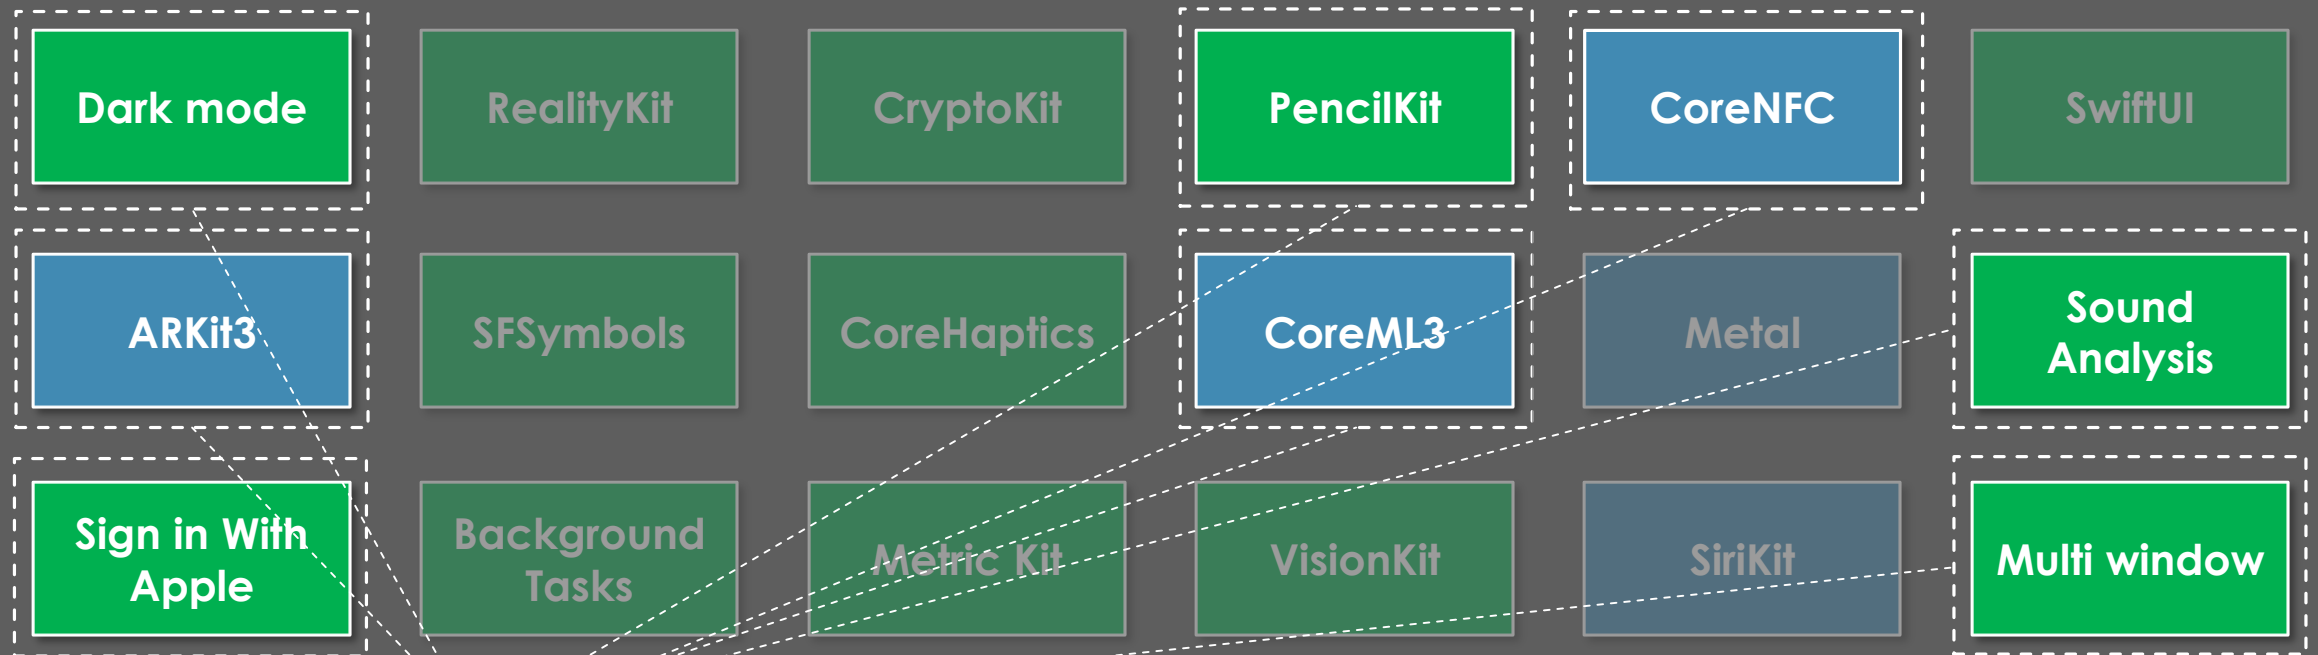 Dark mode
RealityKit
CryptoKit
PencilKit
CoreNFC
SwiftUI
ARKit3
SFSymbols
CoreHaptics
CoreML3
Metal
Sound
Analysis
Sign in With
Apple
Background
Tasks
Metric Kit
VisionKit
SiriKit
Multi window